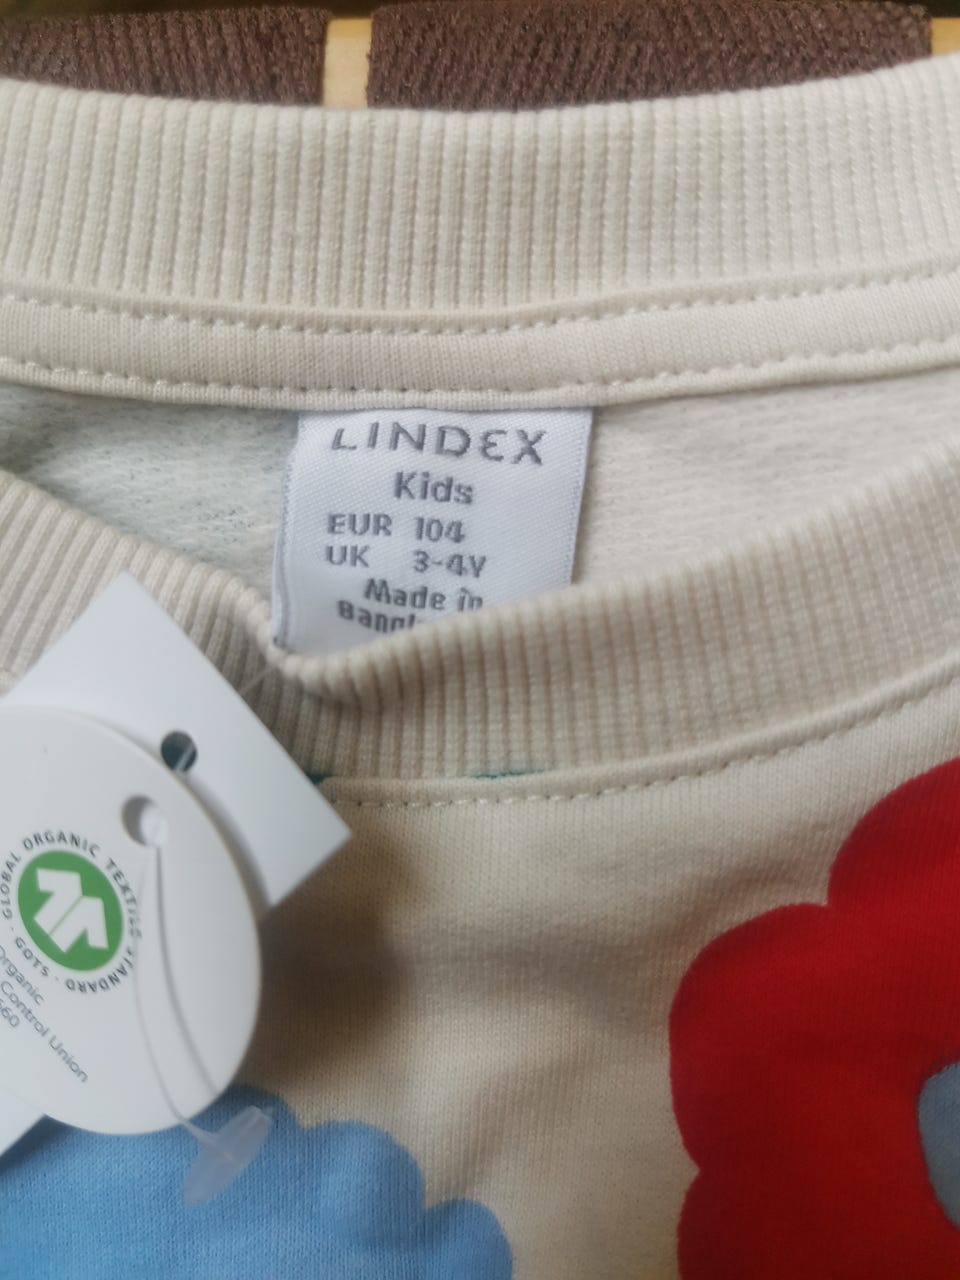 LINDEX
Kids
EUR 104
UK 3-4Y
Made in
GLOBAL ORGANIC TEXTILE STANDARD · GOTS ·
Organic
Control Union